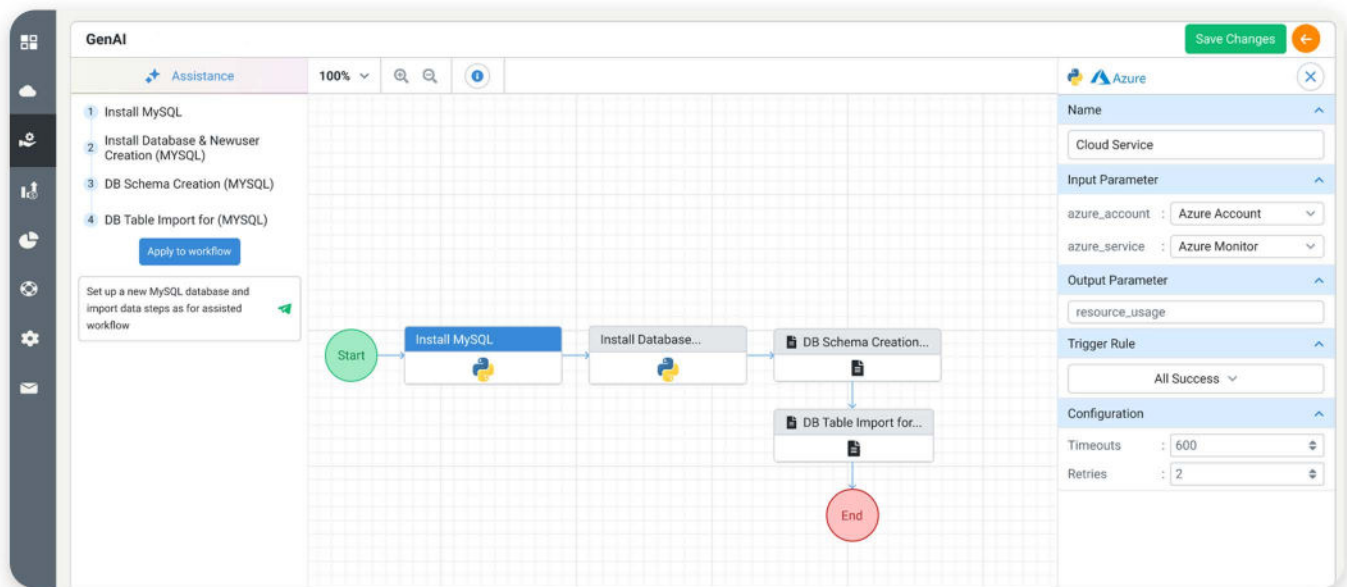 GenAI
Save Changes
Assistance
100%
Azure
1 Install MySQL
2 Install Database & Newuser
Creation (MYSQL)
3 DB Schema Creation (MYSQL)
4 DB Table Import for (MYSQL)
Apply to workflow
Set up a new MySQL database and
import data steps as for assisted
workflow
Start
Install MySQL
Install Database...
DB Schema Creation...
DB Table Import for...
End
Name
Cloud Service
Input Parameter
azure_account : Azure Account
azure_service : Azure Monitor
Output Parameter
resource_usage
Trigger Rule
All Success
Configuration
Timeouts : 600
Retries : 2